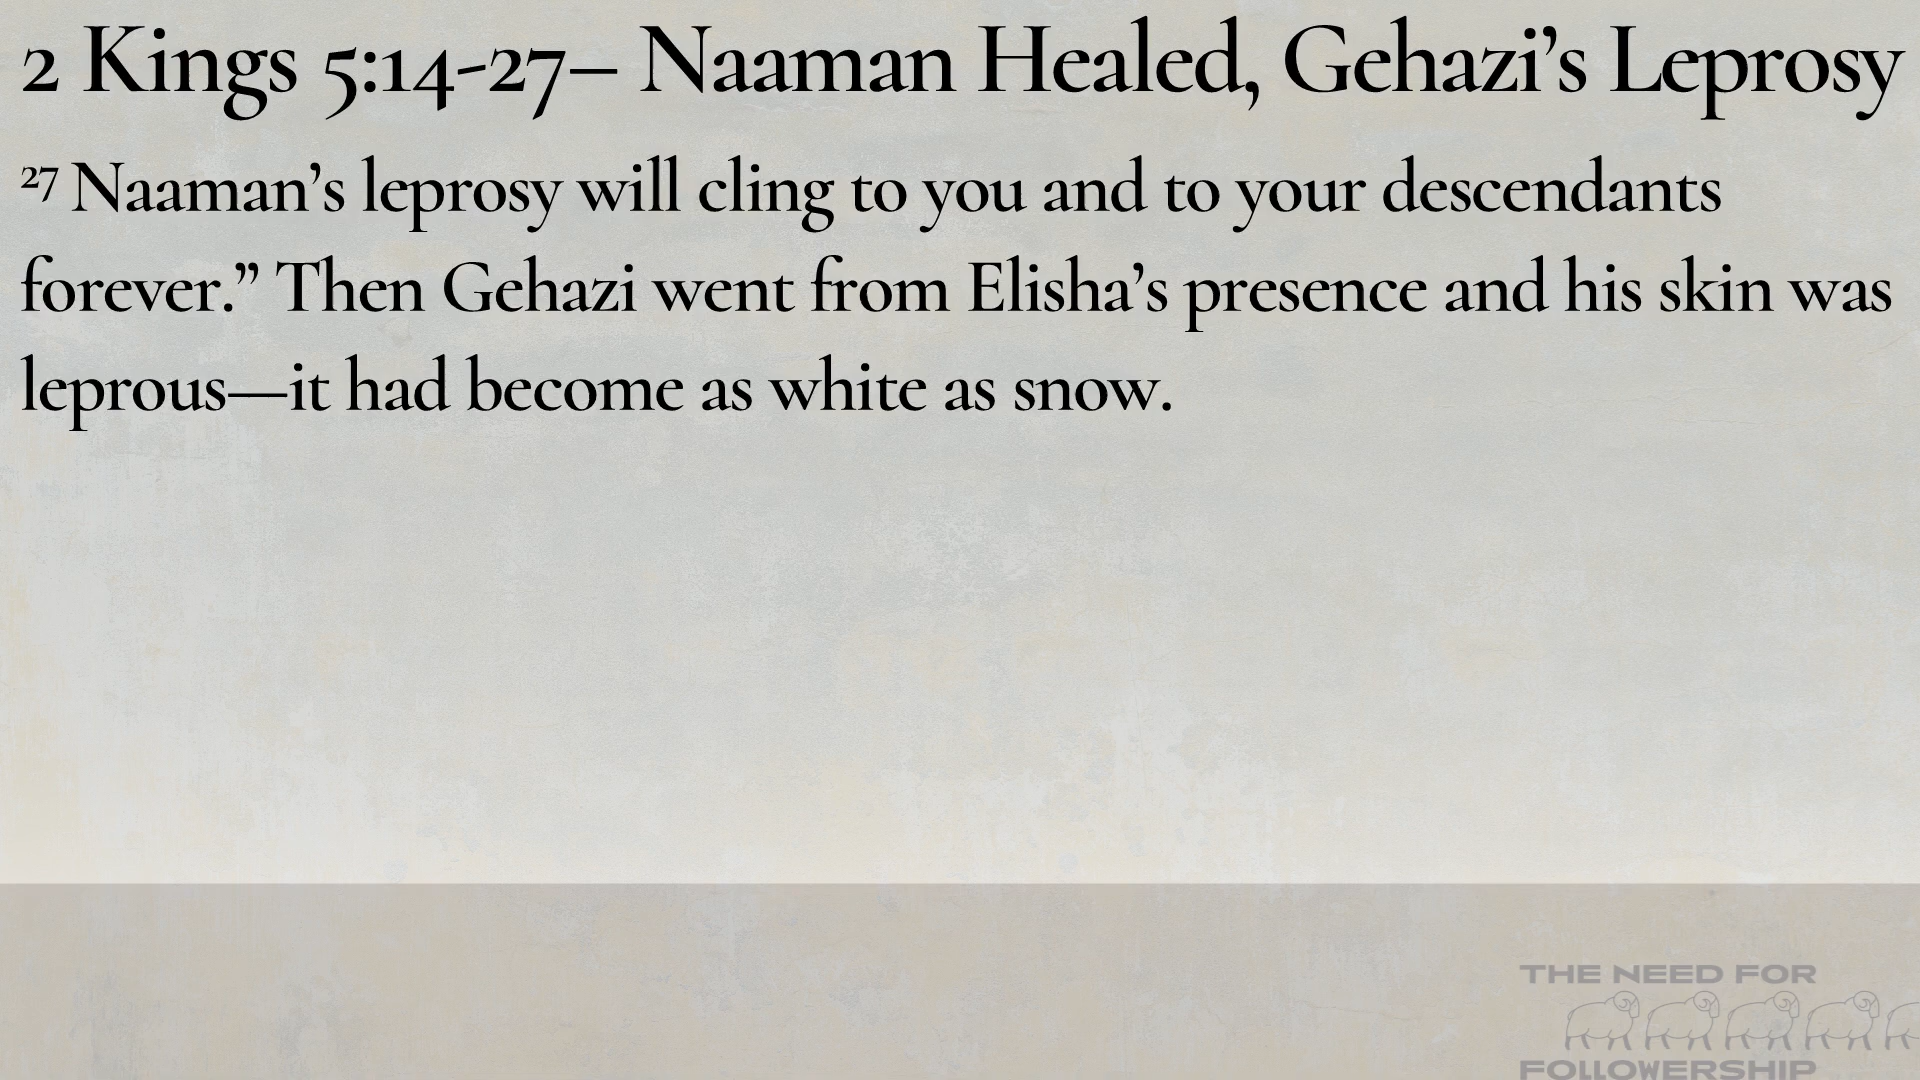 2 Kings 5:14-27– Naaman Healed, Gehazi’s Leprosy
27 Naaman’s leprosy will cling to you and to your descendants
forever.” Then Gehazi went from Elisha’s presence and his skin was
leprous—it had become as white as snow.
THE NEED FOR
FOLLOWERSHIP